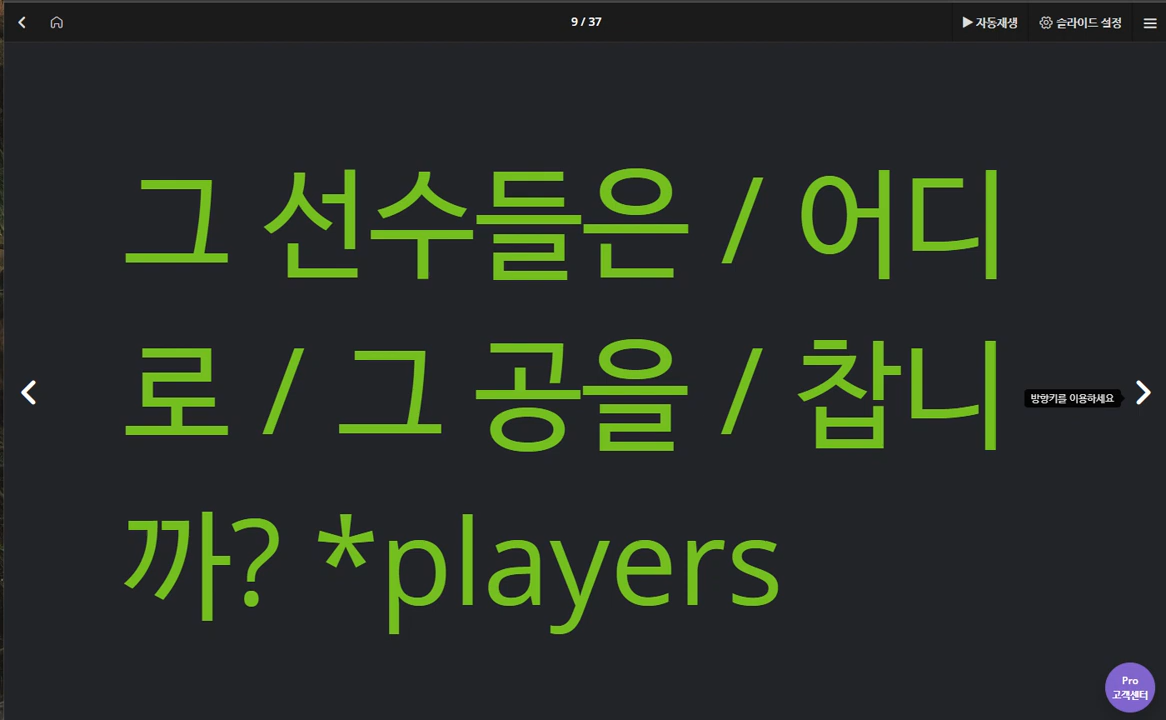 9 / 37
▶ 자동재생
슬라이드 설정
그 선수들은 / 어디
로 / 그 공을 / 찹니
까? *players
방향키를 이용하세요
Pro
고객센터